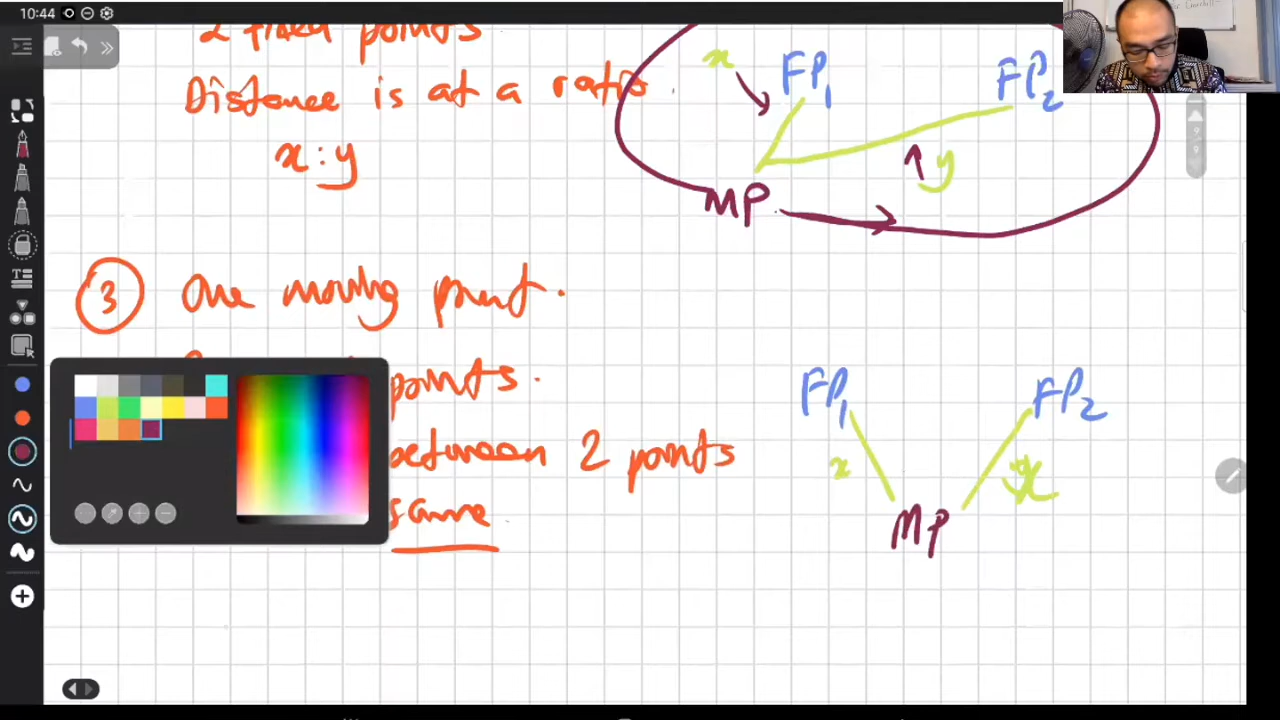 10:44
2 fixed points.
Distance is at a ratio.
x : y
x
FP1
FP2
y
MP
3 One moving point.
points.
between 2 points
same
FP1
FP2
x
x
MP